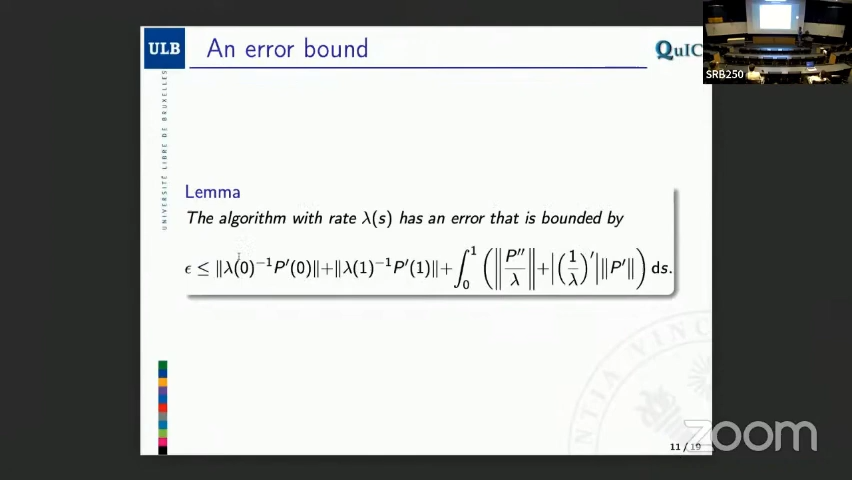 ULB
An error bound
QuIC
SRB250
UNIVERSITÉ LIBRE DE BRUXELLES
Lemma
The algorithm with rate λ(s) has an error that is bounded by
ϵ ≤ ‖λ(0)⁻¹P′(0)‖+‖λ(1)⁻¹P′(1)‖+∫₀¹ (‖P″/λ‖+|(1/λ)′|‖P′‖) ds.
11 / 19
zoom